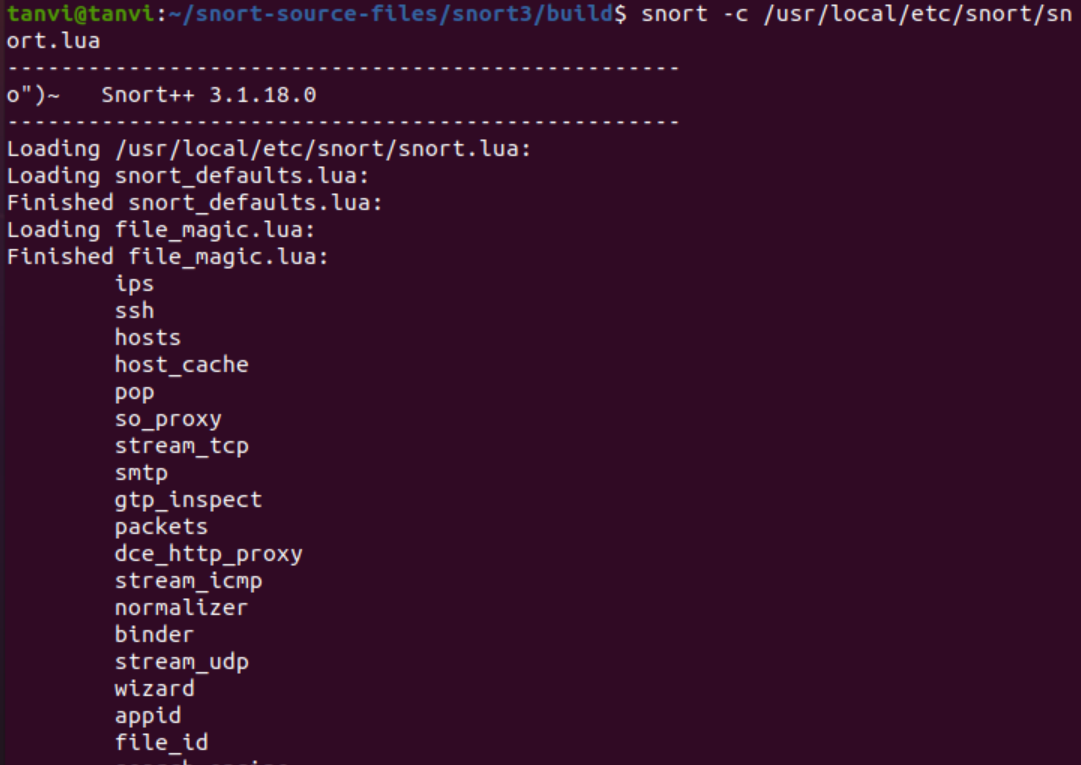 tanvi@tanvi:~/snort-source-files/snort3/build$ snort -c /usr/local/etc/snort/sn
ort.lua
--------------------------------------------------
o")~   Snort++ 3.1.18.0
--------------------------------------------------
Loading /usr/local/etc/snort/snort.lua:
Loading snort_defaults.lua:
Finished snort_defaults.lua:
Loading file_magic.lua:
Finished file_magic.lua:
        ips
        ssh
        hosts
        host_cache
        pop
        so_proxy
        stream_tcp
        smtp
        gtp_inspect
        packets
        dce_http_proxy
        stream_icmp
        normalizer
        binder
        stream_udp
        wizard
        appid
        file_id